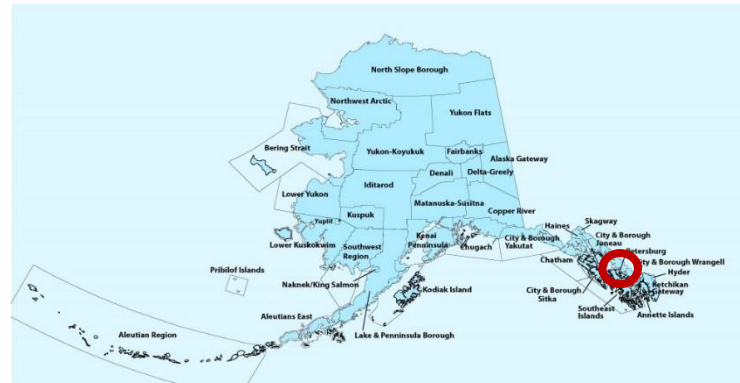 North Slope Borough
Northwest Arctic
Yukon Flats
Bering Strait
Yukon-Koyukuk
Fairbanks
Alaska Gateway
Denali
Delta-Greely
Iditarod
Lower Yukon
Matanuska-Susitna
Copper River
Yupiit
Kuspuk
Lower Kuskokwim
Southwest
Region
Kenai
Penninsula
Chugach
City & Borough
Yakutat
Haines
Skagway
City & Borough
Juneau
Petersburg
City & Borough Wrangell
Chatham
Hyder
Pribilof Islands
Naknek/King Salmon
Kodiak Island
City & Borough
Sitka
Ketchikan
Gateway
Southeast
Islands
Annette Islands
Aleutians East
Lake & Penninsula Borough
Aleutian Region